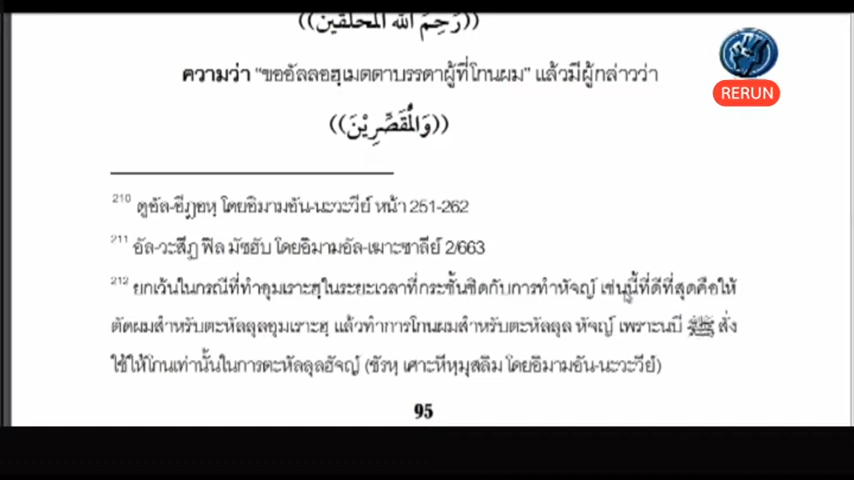 ((رَحِمَ الله المحلقين))
ความว่า "ขออัลลอฮฺเมตตาบรรดาผู้ที่โกนผม" แล้วมีผู้กล่าวว่า
RERUN
((وَالْمُقَصِّرِيْنَ))
210 ดูอัล-อีฎอหฺ โดยอิมามอัน-นะวะวีย์ หน้า 251-262
211 อัล-วะสีฏ ฟิล มัซฮับ โดยอิมามอัล-เฆาะซาลีย์ 2/663
212 ยกเว้นในกรณีที่ทำอุมเราะฮฺในระยะเวลาที่กระชั้นชิดกับการทำหัจญ์ เช่นนี้ที่ดีที่สุดคือให้
ตัดผมสำหรับตะหัลลุลอุมเราะฮฺ แล้วทำการโกนผมสำหรับตะหัลลุล หัจญ์ เพราะนบี ﷺ สั่ง
ใช้ให้โกนเท่านั้นในการตะหัลลุลฮัจญ์ (ชัรหฺ เศาะหีหฺมุสลิม โดยอิมามอัน-นะวะวีย์)
95